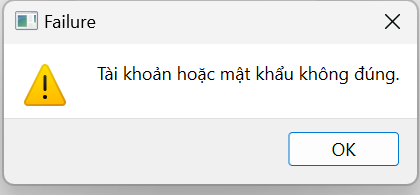 Failure
Tài khoản hoặc mật khẩu không đúng.
OK